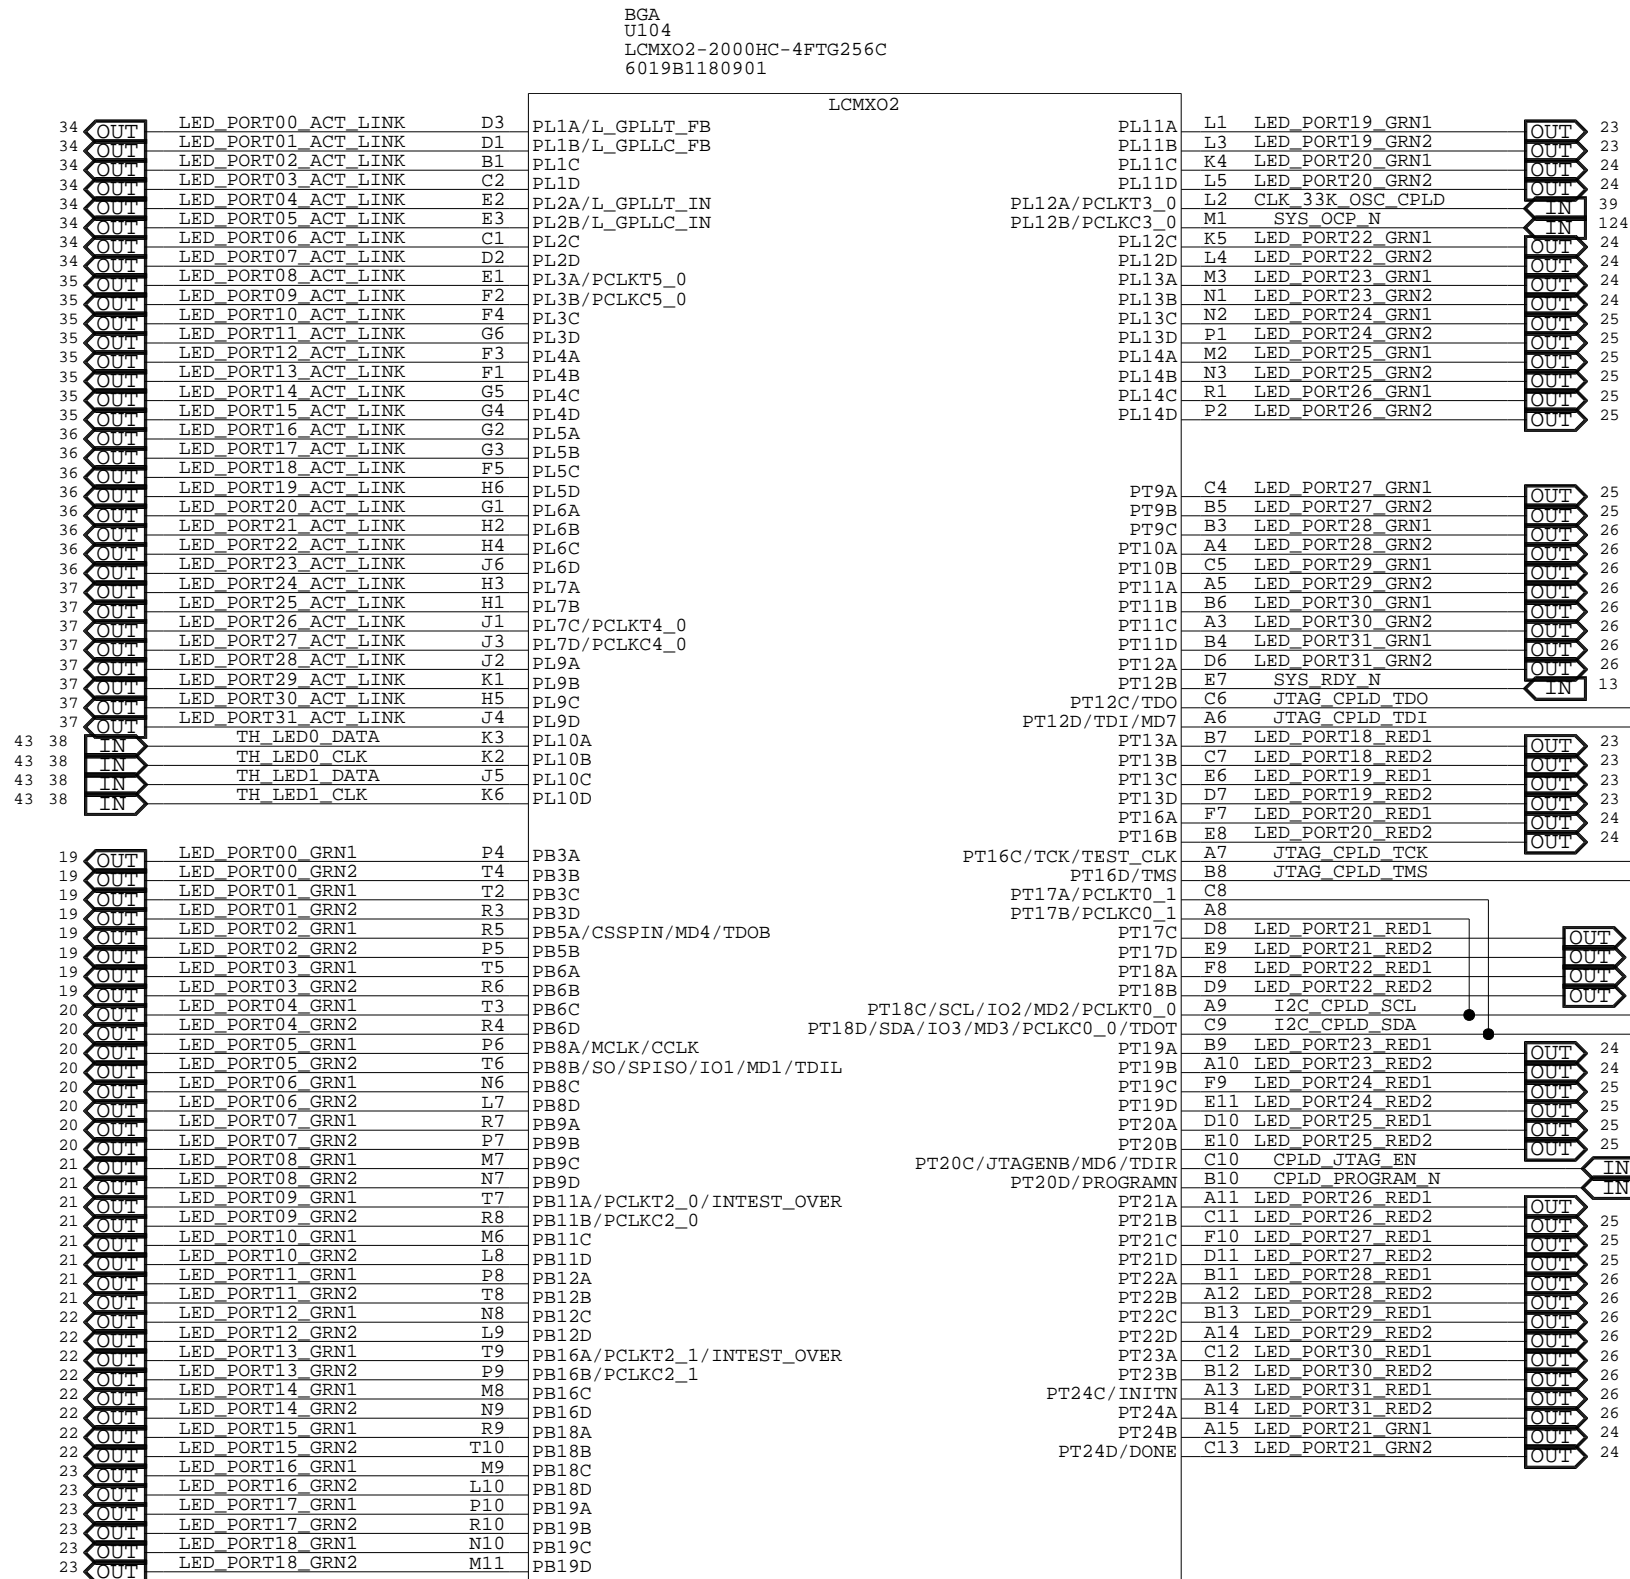 BGA
U104
LCMXO2-2000HC-4FTG256C
6019B1180901
LCMXO2
34 OUT LED_PORT00_ACT_LINK D3 PL1A/L_GPLLT_FB
34 OUT LED_PORT01_ACT_LINK D1 PL1B/L_GPLLC_FB
34 OUT LED_PORT02_ACT_LINK B1 PL1C
34 OUT LED_PORT03_ACT_LINK C2 PL1D
34 OUT LED_PORT04_ACT_LINK E2 PL2A/L_GPLLT_IN
34 OUT LED_PORT05_ACT_LINK E3 PL2B/L_GPLLC_IN
34 OUT LED_PORT06_ACT_LINK C1 PL2C
34 OUT LED_PORT07_ACT_LINK D2 PL2D
35 OUT LED_PORT08_ACT_LINK E1 PL3A/PCLKT5_0
35 OUT LED_PORT09_ACT_LINK F2 PL3B/PCLKC5_0
35 OUT LED_PORT10_ACT_LINK F4 PL3C
35 OUT LED_PORT11_ACT_LINK G6 PL3D
35 OUT LED_PORT12_ACT_LINK F3 PL4A
35 OUT LED_PORT13_ACT_LINK F1 PL4B
35 OUT LED_PORT14_ACT_LINK G5 PL4C
35 OUT LED_PORT15_ACT_LINK G4 PL4D
36 OUT LED_PORT16_ACT_LINK G2 PL5A
36 OUT LED_PORT17_ACT_LINK G3 PL5B
36 OUT LED_PORT18_ACT_LINK F5 PL5C
36 OUT LED_PORT19_ACT_LINK H6 PL5D
36 OUT LED_PORT20_ACT_LINK G1 PL6A
36 OUT LED_PORT21_ACT_LINK H2 PL6B
36 OUT LED_PORT22_ACT_LINK H4 PL6C
36 OUT LED_PORT23_ACT_LINK J6 PL6D
37 OUT LED_PORT24_ACT_LINK H3 PL7A
37 OUT LED_PORT25_ACT_LINK H1 PL7B
37 OUT LED_PORT26_ACT_LINK J1 PL7C/PCLKT4_0
37 OUT LED_PORT27_ACT_LINK J3 PL7D/PCLKC4_0
37 OUT LED_PORT28_ACT_LINK J2 PL9A
37 OUT LED_PORT29_ACT_LINK K1 PL9B
37 OUT LED_PORT30_ACT_LINK H5 PL9C
37 OUT LED_PORT31_ACT_LINK J4 PL9D
43 38 IN TH_LED0_DATA K3 PL10A
43 38 IN TH_LED0_CLK K2 PL10B
43 38 IN TH_LED1_DATA J5 PL10C
43 38 IN TH_LED1_CLK K6 PL10D
19 OUT LED_PORT00_GRN1 P4 PB3A
19 OUT LED_PORT00_GRN2 T4 PB3B
19 OUT LED_PORT01_GRN1 T2 PB3C
19 OUT LED_PORT01_GRN2 R3 PB3D
19 OUT LED_PORT02_GRN1 R5 PB5A/CSSPIN/MD4/TDOB
19 OUT LED_PORT02_GRN2 P5 PB5B
19 OUT LED_PORT03_GRN1 T5 PB6A
19 OUT LED_PORT03_GRN2 R6 PB6B
20 OUT LED_PORT04_GRN1 T3 PB6C
20 OUT LED_PORT04_GRN2 R4 PB6D
20 OUT LED_PORT05_GRN1 P6 PB8A/MCLK/CCLK
20 OUT LED_PORT05_GRN2 T6 PB8B/SO/SPISO/IO1/MD1/TDIL
20 OUT LED_PORT06_GRN1 N6 PB8C
20 OUT LED_PORT06_GRN2 L7 PB8D
20 OUT LED_PORT07_GRN1 R7 PB9A
20 OUT LED_PORT07_GRN2 P7 PB9B
21 OUT LED_PORT08_GRN1 M7 PB9C
21 OUT LED_PORT08_GRN2 N7 PB9D
21 OUT LED_PORT09_GRN1 T7 PB11A/PCLKT2_0/INTEST_OVER
21 OUT LED_PORT09_GRN2 R8 PB11B/PCLKC2_0
21 OUT LED_PORT10_GRN1 M6 PB11C
21 OUT LED_PORT10_GRN2 L8 PB11D
21 OUT LED_PORT11_GRN1 P8 PB12A
21 OUT LED_PORT11_GRN2 T8 PB12B
22 OUT LED_PORT12_GRN1 N8 PB12C
22 OUT LED_PORT12_GRN2 L9 PB12D
22 OUT LED_PORT13_GRN1 T9 PB16A/PCLKT2_1/INTEST_OVER
22 OUT LED_PORT13_GRN2 P9 PB16B/PCLKC2_1
22 OUT LED_PORT14_GRN1 M8 PB16C
22 OUT LED_PORT14_GRN2 N9 PB16D
22 OUT LED_PORT15_GRN1 R9 PB18A
22 OUT LED_PORT15_GRN2 T10 PB18B
23 OUT LED_PORT16_GRN1 M9 PB18C
23 OUT LED_PORT16_GRN2 L10 PB18D
23 OUT LED_PORT17_GRN1 P10 PB19A
23 OUT LED_PORT17_GRN2 R10 PB19B
23 OUT LED_PORT18_GRN1 N10 PB19C
23 OUT LED_PORT18_GRN2 M11 PB19D
PL11A L1 LED_PORT19_GRN1 OUT 23
PL11B L3 LED_PORT19_GRN2 OUT 23
PL11C K4 LED_PORT20_GRN1 OUT 24
PL11D L5 LED_PORT20_GRN2 OUT 24
PL12A/PCLKT3_0 L2 CLK_33K_OSC_CPLD IN 39
PL12B/PCLKC3_0 M1 SYS_OCP_N IN 124
PL12C K5 LED_PORT22_GRN1 OUT 24
PL12D L4 LED_PORT22_GRN2 OUT 24
PL13A M3 LED_PORT23_GRN1 OUT 24
PL13B N1 LED_PORT23_GRN2 OUT 24
PL13C N2 LED_PORT24_GRN1 OUT 25
PL13D P1 LED_PORT24_GRN2 OUT 25
PL14A M2 LED_PORT25_GRN1 OUT 25
PL14B N3 LED_PORT25_GRN2 OUT 25
PL14C R1 LED_PORT26_GRN1 OUT 25
PL14D P2 LED_PORT26_GRN2 OUT 25
PT9A C4 LED_PORT27_GRN1 OUT 25
PT9B B5 LED_PORT27_GRN2 OUT 25
PT9C B3 LED_PORT28_GRN1 OUT 26
PT10A A4 LED_PORT28_GRN2 OUT 26
PT10B C5 LED_PORT29_GRN1 OUT 26
PT11A A5 LED_PORT29_GRN2 OUT 26
PT11B B6 LED_PORT30_GRN1 OUT 26
PT11C A3 LED_PORT30_GRN2 OUT 26
PT11D B4 LED_PORT31_GRN1 OUT 26
PT12A D6 LED_PORT31_GRN2 OUT 26
PT12B E7 SYS_RDY_N IN 13
PT12C/TDO C6 JTAG_CPLD_TDO
PT12D/TDI/MD7 A6 JTAG_CPLD_TDI
PT13A B7 LED_PORT18_RED1 OUT 23
PT13B C7 LED_PORT18_RED2 OUT 23
PT13C E6 LED_PORT19_RED1 OUT 23
PT13D D7 LED_PORT19_RED2 OUT 23
PT16A F7 LED_PORT20_RED1 OUT 24
PT16B E8 LED_PORT20_RED2 OUT 24
PT16C/TCK/TEST_CLK A7 JTAG_CPLD_TCK
PT16D/TMS B8 JTAG_CPLD_TMS
PT17A/PCLKT0_1 C8
PT17B/PCLKC0_1 A8
PT17C D8 LED_PORT21_RED1 OUT
PT17D E9 LED_PORT21_RED2 OUT
PT18A F8 LED_PORT22_RED1 OUT
PT18B D9 LED_PORT22_RED2 OUT
PT18C/SCL/IO2/MD2/PCLKT0_0 A9 I2C_CPLD_SCL
PT18D/SDA/IO3/MD3/PCLKC0_0/TDOT C9 I2C_CPLD_SDA
PT19A B9 LED_PORT23_RED1 OUT 24
PT19B A10 LED_PORT23_RED2 OUT 24
PT19C F9 LED_PORT24_RED1 OUT 25
PT19D E11 LED_PORT24_RED2 OUT 25
PT20A D10 LED_PORT25_RED1 OUT 25
PT20B E10 LED_PORT25_RED2 OUT 25
PT20C/JTAGENB/MD6/TDIR C10 CPLD_JTAG_EN IN
PT20D/PROGRAMN B10 CPLD_PROGRAM_N IN
PT21A A11 LED_PORT26_RED1 OUT
PT21B C11 LED_PORT26_RED2 OUT 25
PT21C F10 LED_PORT27_RED1 OUT 25
PT21D D11 LED_PORT27_RED2 OUT 25
PT22A B11 LED_PORT28_RED1 OUT 26
PT22B A12 LED_PORT28_RED2 OUT 26
PT22C B13 LED_PORT29_RED1 OUT 26
PT22D A14 LED_PORT29_RED2 OUT 26
PT23A C12 LED_PORT30_RED1 OUT 26
PT23B B12 LED_PORT30_RED2 OUT 26
PT24C/INITN A13 LED_PORT31_RED1 OUT 26
PT24A B14 LED_PORT31_RED2 OUT 26
PT24B A15 LED_PORT21_GRN1 OUT 24
PT24D/DONE C13 LED_PORT21_GRN2 OUT 24